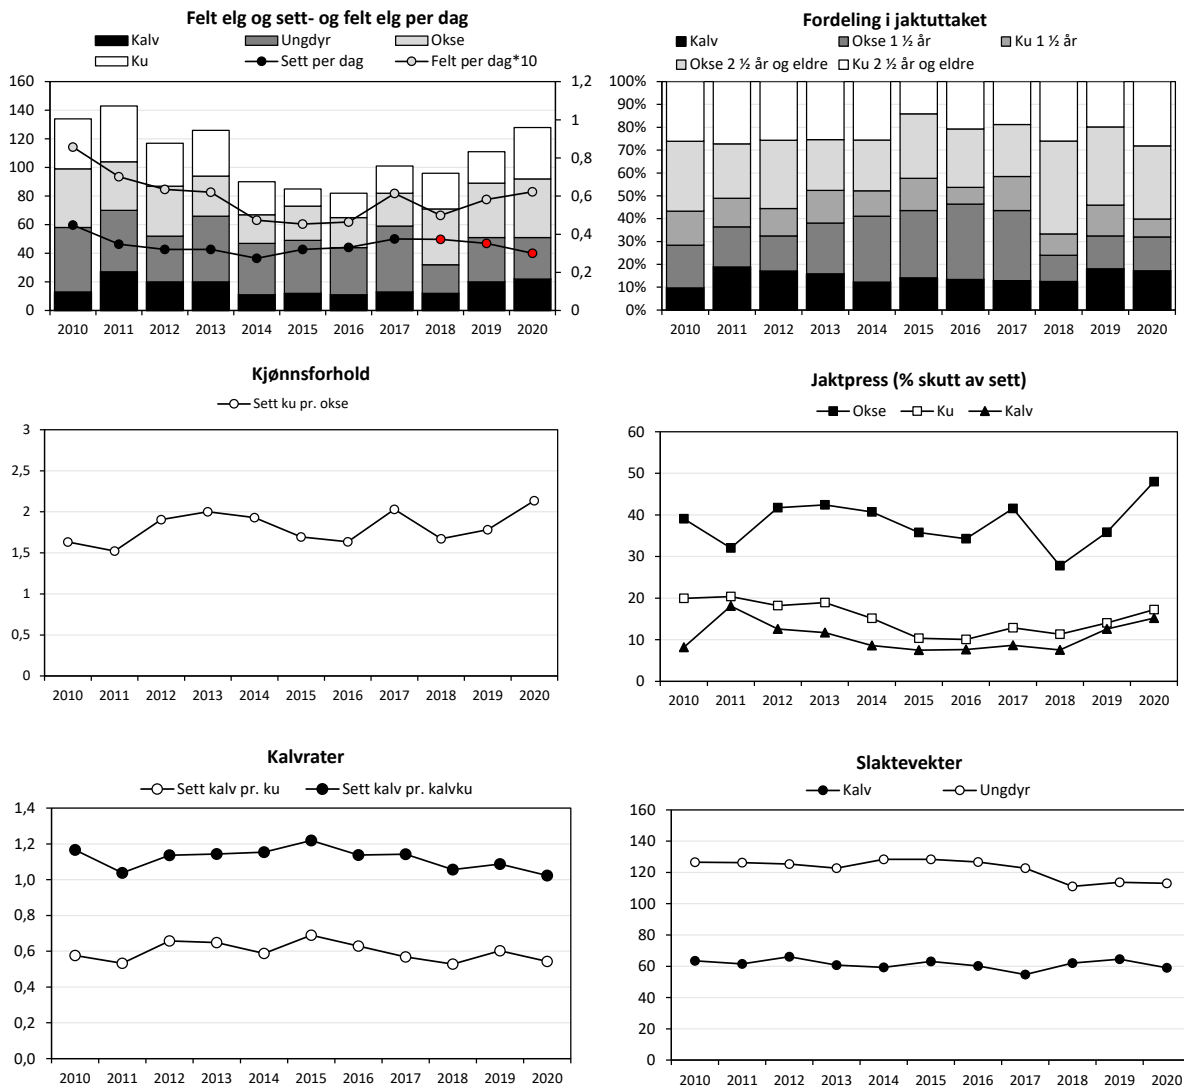 Felt elg og sett- og felt elg per dag
Kalv Ungdyr Okse
Ku Sett per dag Felt per dag*10
160 1,2
140
120 1
100 0,8
80 0,6
60
40 0,4
20 0,2
0 0
2010 2011 2012 2013 2014 2015 2016 2017 2018 2019 2020
Fordeling i jaktuttaket
Kalv Okse 1 ½ år Ku 1 ½ år
Okse 2 ½ år og eldre Ku 2 ½ år og eldre
100%
90%
80%
70%
60%
50%
40%
30%
20%
10%
0%
2010 2011 2012 2013 2014 2015 2016 2017 2018 2019 2020
Kjønnsforhold
Sett ku pr. okse
3
2,5
2
1,5
1
0,5
0
2010 2011 2012 2013 2014 2015 2016 2017 2018 2019 2020
Jaktpress (% skutt av sett)
Okse Ku Kalv
60
50
40
30
20
10
0
2010 2011 2012 2013 2014 2015 2016 2017 2018 2019 2020
Kalvrater
Sett kalv pr. ku Sett kalv pr. kalvku
1,4
1,2
1,0
0,8
0,6
0,4
0,2
0,0
2010 2011 2012 2013 2014 2015 2016 2017 2018 2019 2020
Slaktevekter
Kalv Ungdyr
160
140
120
100
80
60
40
20
0
2010 2011 2012 2013 2014 2015 2016 2017 2018 2019 2020